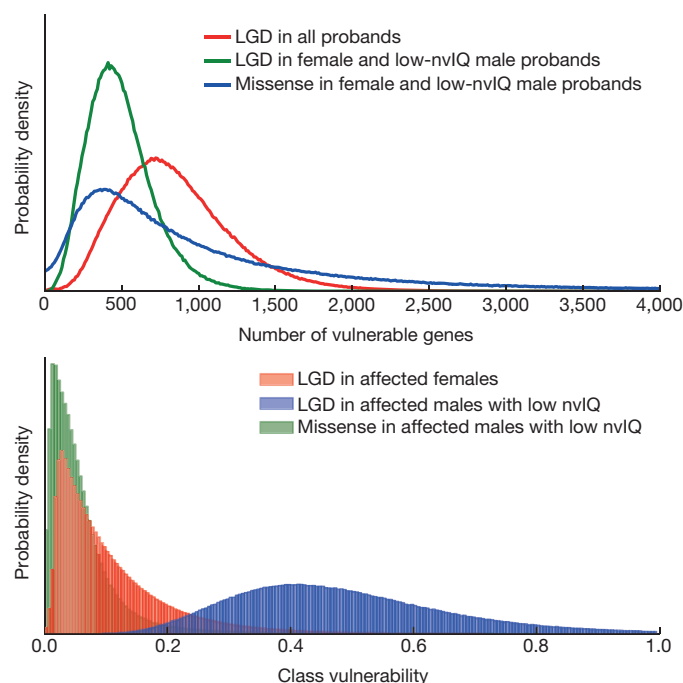 LGD in all probands
LGD in female and low-nvIQ male probands
Missense in female and low-nvIQ male probands
Probability density
0 500 1,000 1,500 2,000 2,500 3,000 3,500 4,000
Number of vulnerable genes
LGD in affected females
LGD in affected males with low nvIQ
Missense in affected males with low nvIQ
Probability density
0.0 0.2 0.4 0.6 0.8 1.0
Class vulnerability